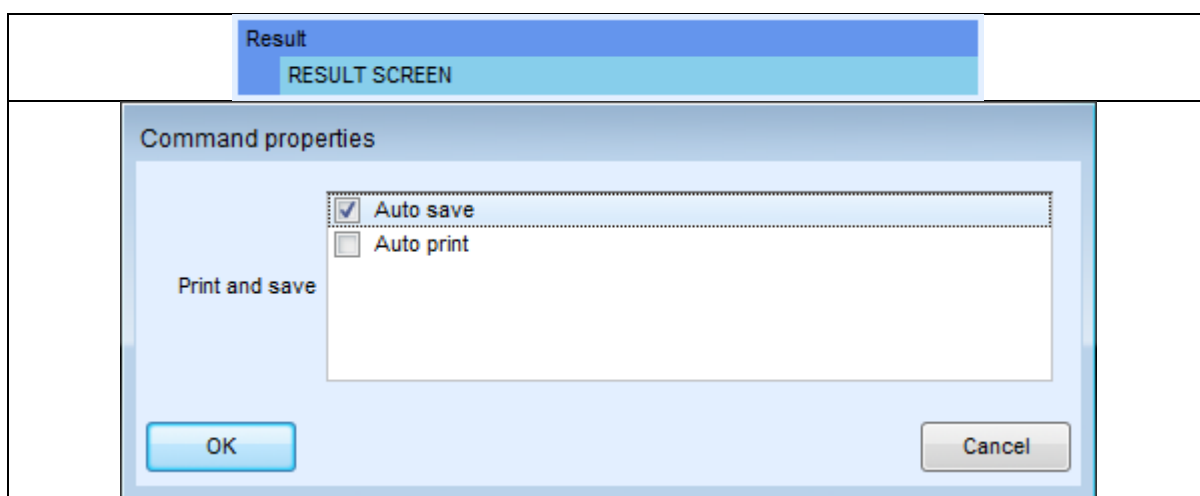 Result
RESULT SCREEN
Command properties
Auto save
Auto print
Print and save
OK
Cancel